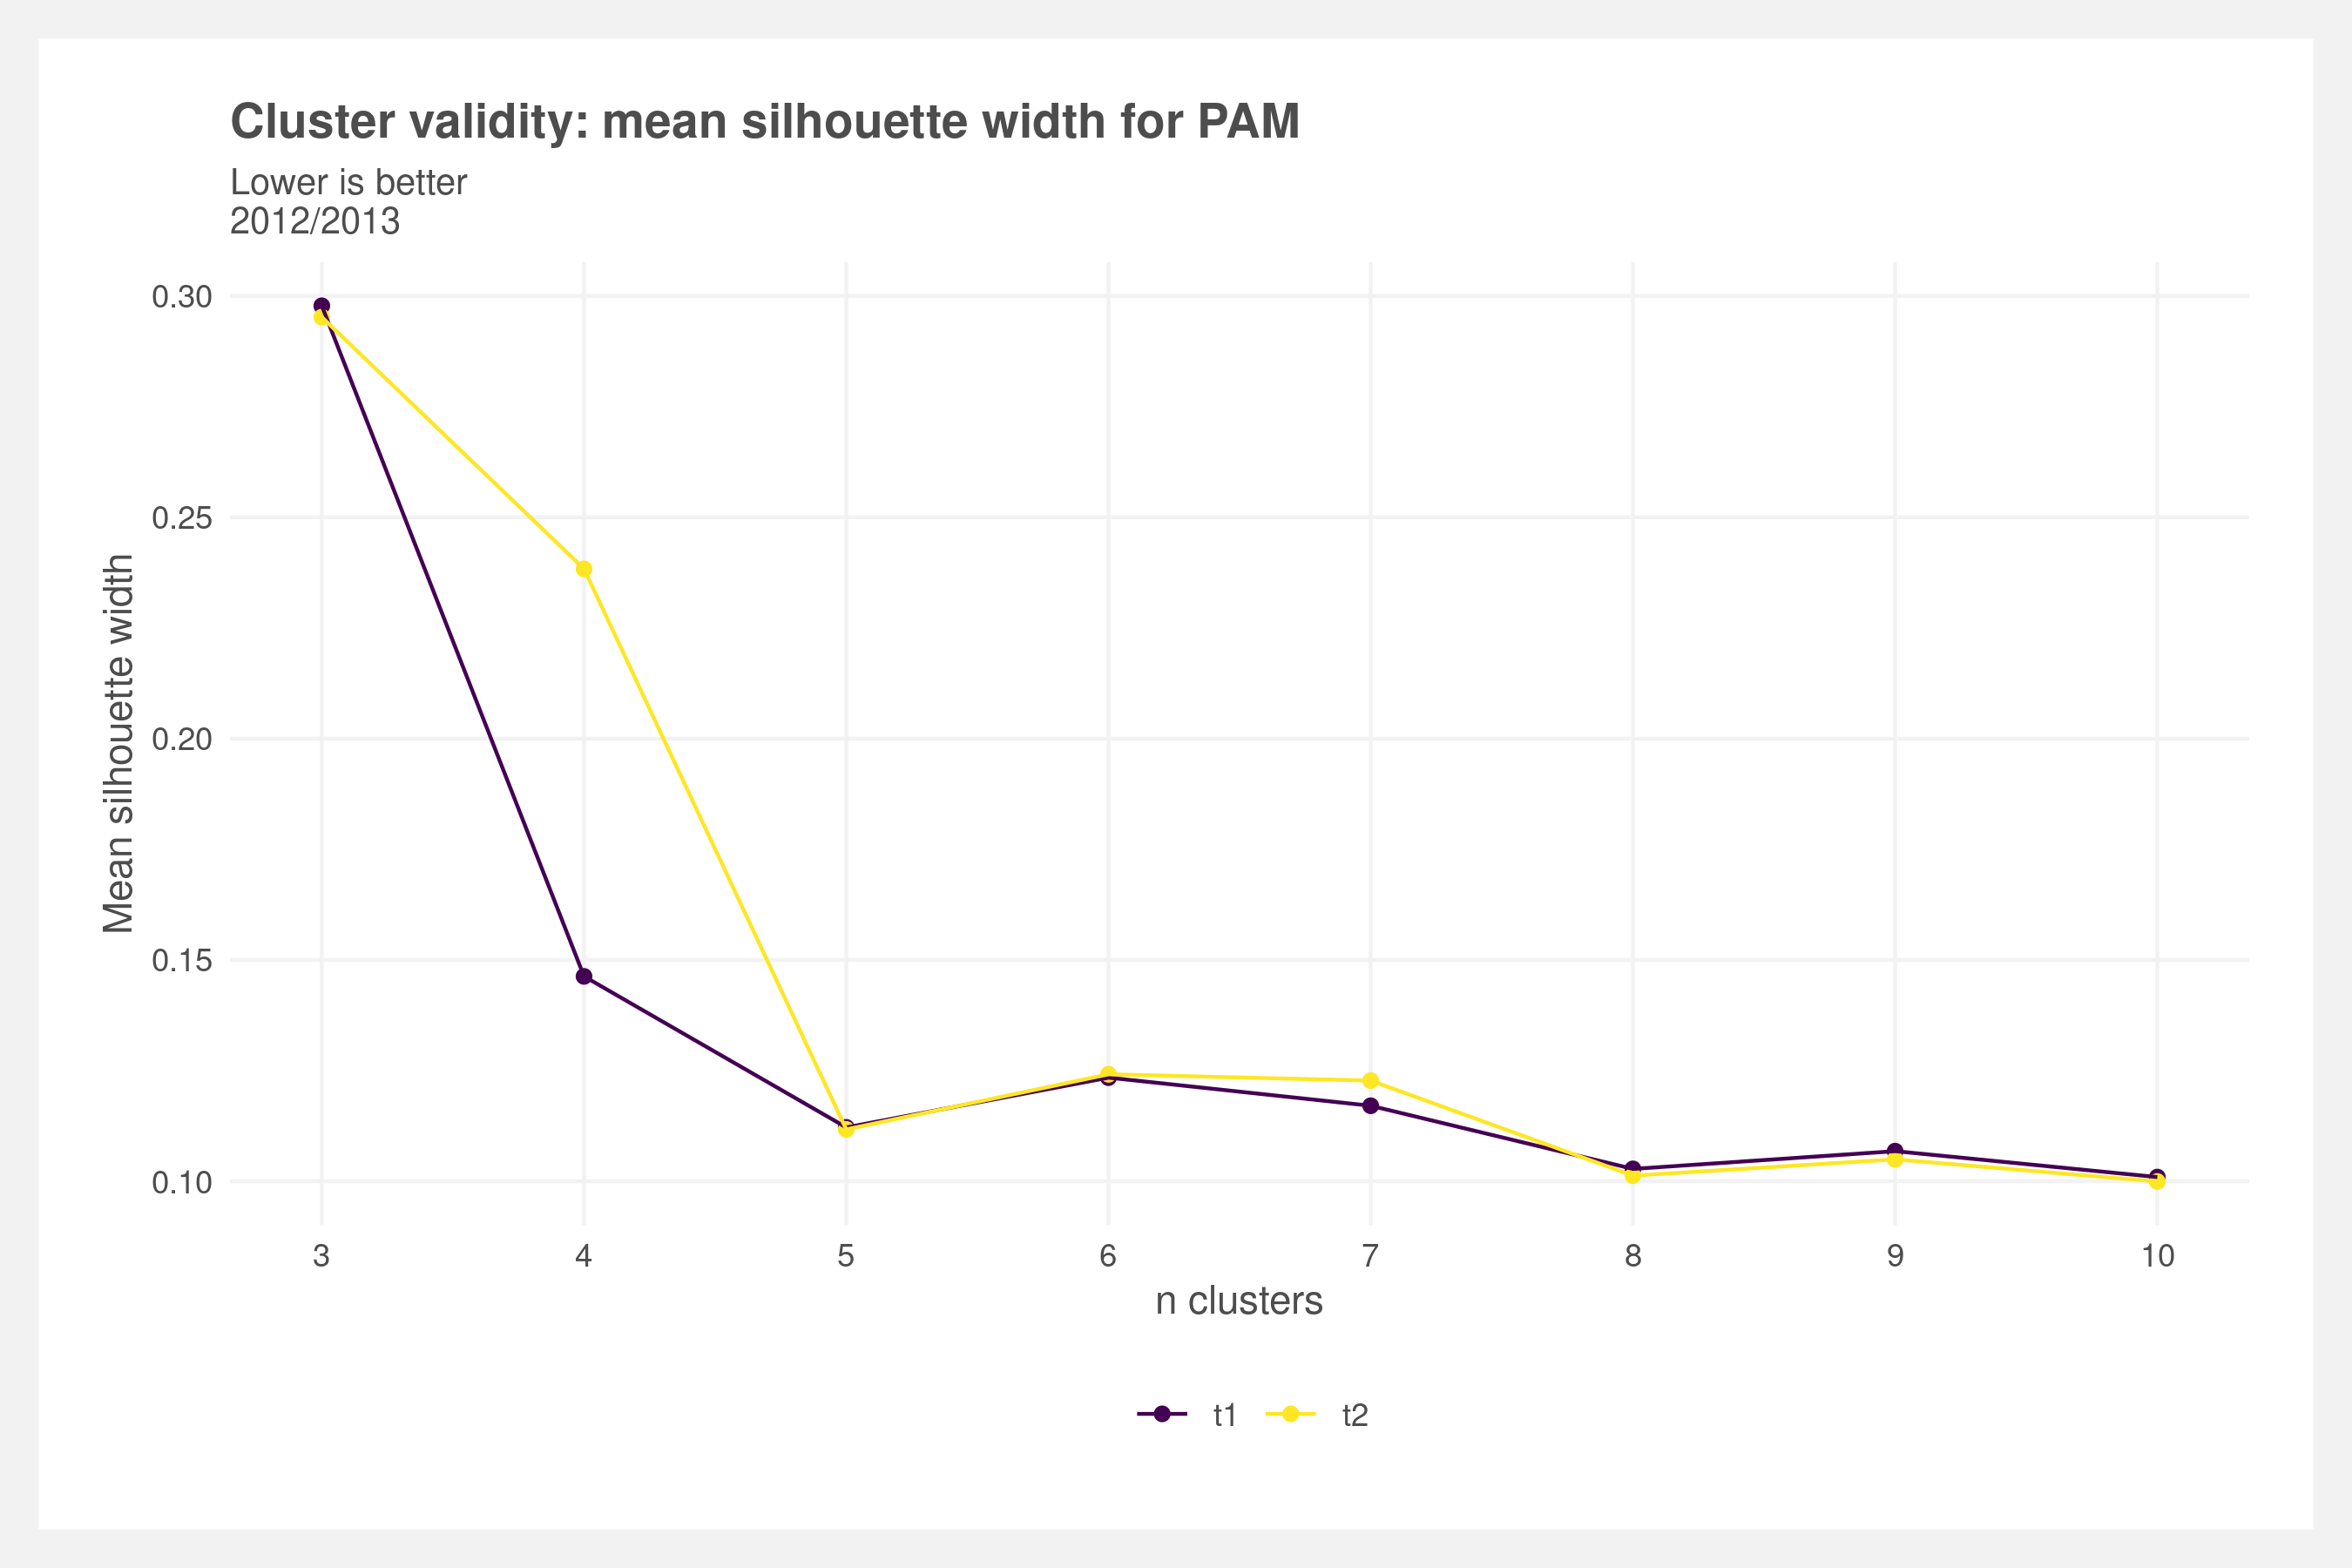 Cluster validity: mean silhouette width for PAM
Lower is better
2012/2013
0.30
0.25
0.20
0.15
0.10
Mean silhouette width
3 4 5 6 7 8 9 10
n clusters
t1 t2